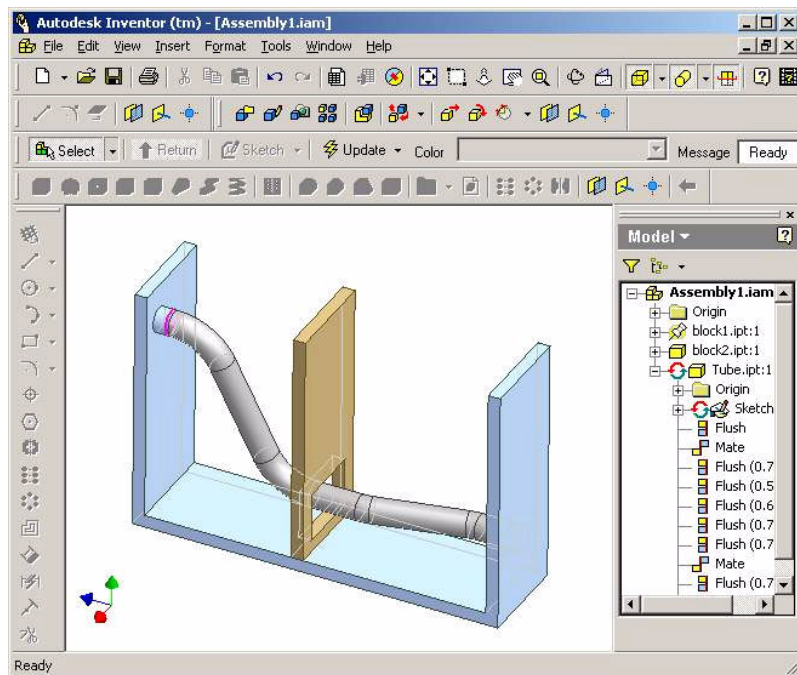 Autodesk Inventor (tm) - [Assembly1.iam]
File Edit View Insert Format Tools Window Help
Select Return Sketch Update Color Message Ready
Model
Assembly1.iam
Origin
block1.ipt:1
block2.ipt:1
Tube.ipt:1
Origin
Sketch
Flush
Mate
Flush (0.7
Flush (0.5
Flush (0.6
Flush (0.7
Flush (0.7
Mate
Flush (0.7
Ready